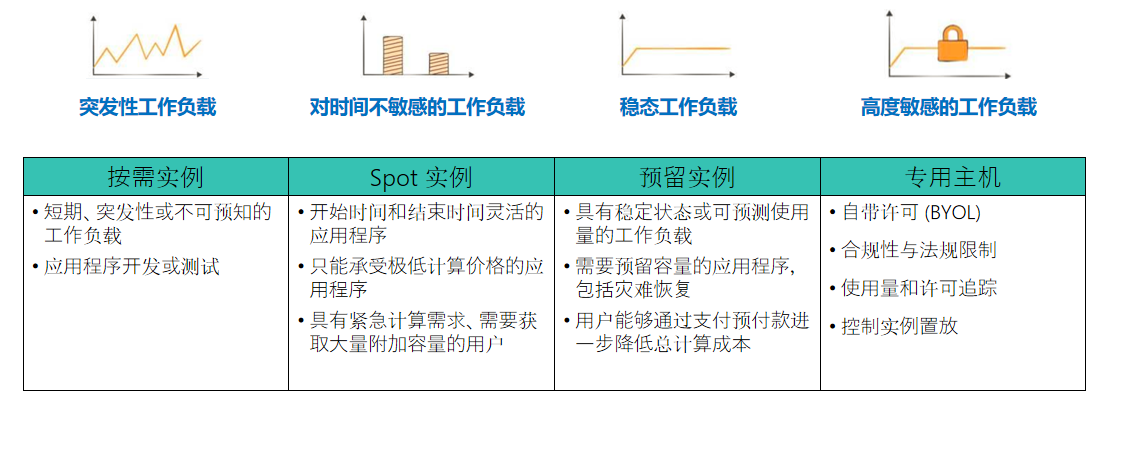 突发性工作负载
对时间不敏感的工作负载
稳态工作负载
高度敏感的工作负载
按需实例
Spot 实例
预留实例
专用主机
• 短期、突发性或不可预知的
工作负载
• 应用程序开发或测试
• 开始时间和结束时间灵活的
应用程序
• 只能承受极低计算价格的应
用程序
• 具有紧急计算需求、需要获
取大量附加容量的用户
• 具有稳定状态或可预测使用
量的工作负载
• 需要预留容量的应用程序，
包括灾难恢复
• 用户能够通过支付预付款进
一步降低总计算成本
• 自带许可 (BYOL)
• 合规性与法规限制
• 使用量和许可追踪
• 控制实例置放